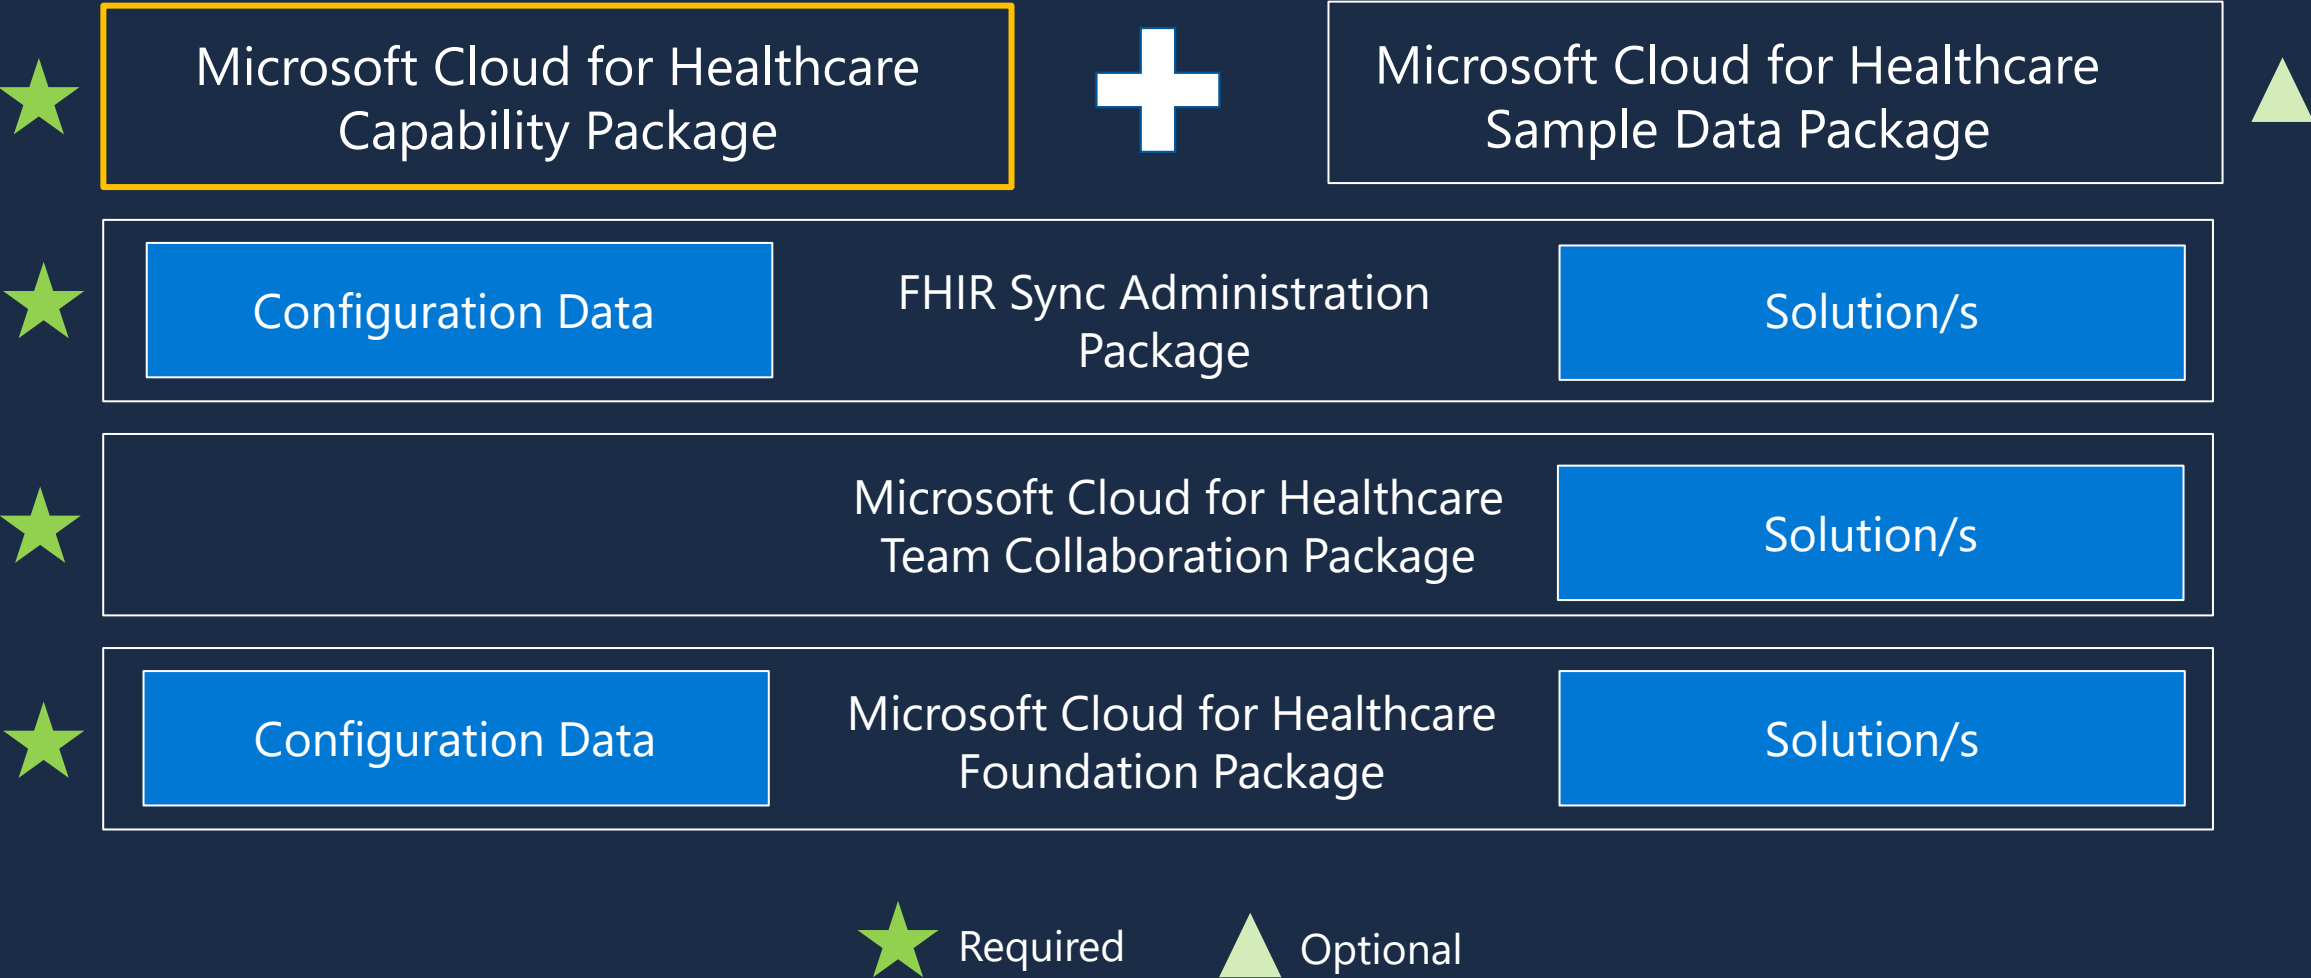 Microsoft Cloud for Healthcare
Capability Package
Microsoft Cloud for Healthcare
Sample Data Package
Configuration Data
FHIR Sync Administration
Package
Solution/s
Microsoft Cloud for Healthcare
Team Collaboration Package
Solution/s
Configuration Data
Microsoft Cloud for Healthcare
Foundation Package
Solution/s
Required
Optional